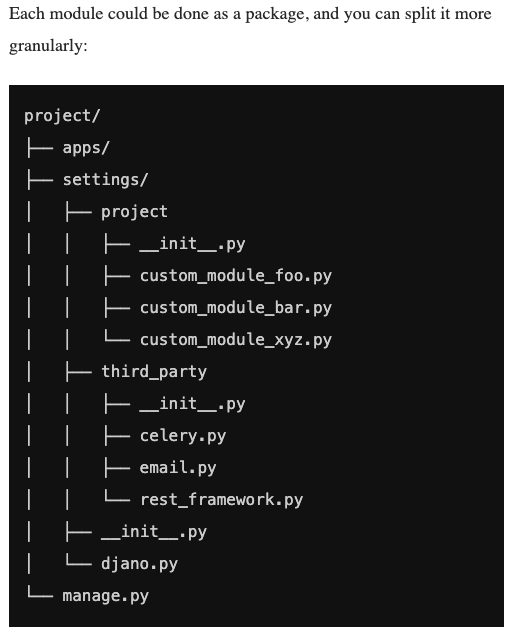 Each module could be done as a package, and you can split it more
granularly:
project/
├── apps/
├── settings/
│   ├── project
│   │   ├── __init__.py
│   │   ├── custom_module_foo.py
│   │   ├── custom_module_bar.py
│   │   └── custom_module_xyz.py
│   ├── third_party
│   │   ├── __init__.py
│   │   ├── celery.py
│   │   ├── email.py
│   │   └── rest_framework.py
│   ├── __init__.py
│   └── djano.py
└── manage.py